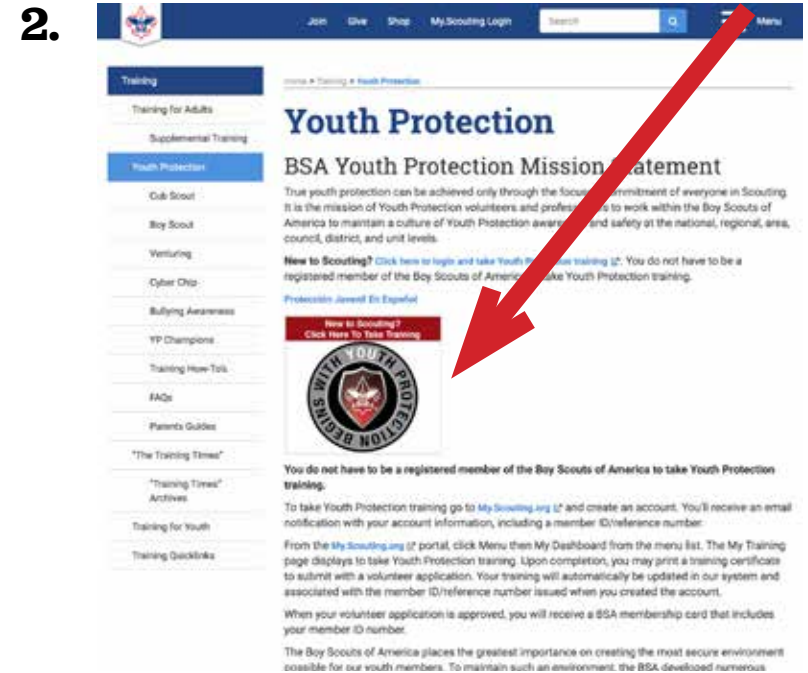 2.
Join Give Shop My.Scouting Login Search Menu
Home Training Youth Protection
Training
Training for Adults
Supplemental Training
Youth Protection
Cub Scout
Boy Scout
Venturing
Cyber Chip
Bullying Awareness
YP Champions
Training How-To's
FAQs
Parents Guides
"The Training Times"
"Training Times"
Archives
Training for Youth
Training Quicklinks
Youth Protection
BSA Youth Protection Mission
True youth protection can be achieved only through the of everyone in Scouting.
It is the mission of Youth Protection volunteers and to work within the Boy Scouts of
America to maintain a culture of Youth Protection and safety at the national, regional, area,
council, district, and unit levels.
New to Scouting? Click here to login and take Youth training. You do not have to be a
registered member of the Boy Scouts of Youth Protection training.
Protección Juvenil En Español
New to Scouting?
Click Here To Take Training
BEGINS WITH YOUTH PROTECTION NOW
You do not have to be a registered member of the Boy Scouts of America to take Youth Protection
training.
To take Youth Protection training go to My.Scouting.org and create an account. You'll receive an email
notification with your account information, including a member ID/reference number.
From the My.Scouting.org portal, click Menu then My Dashboard from the menu list. The My Training
page displays to take Youth Protection training. Upon completion, you may print a training certificate
to submit with a volunteer application. Your training will automatically be updated in our system and
associated with the member ID/reference number issued when you created the account.
When your volunteer application is approved, you will receive a BSA membership card that includes
your member ID number.
The Boy Scouts of America places the greatest importance on creating the most secure environment
possible for our youth members. To maintain such an environment, the BSA developed numerous